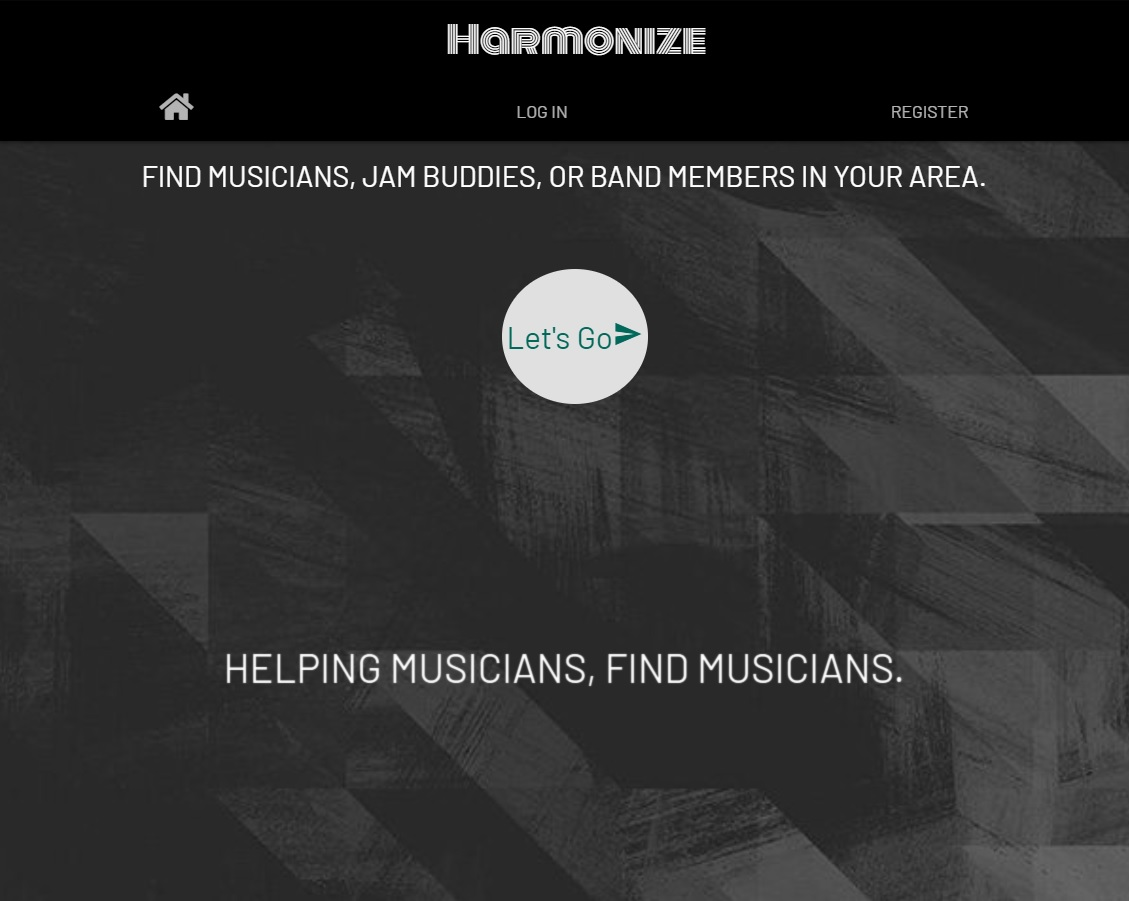 HARMONIZE
LOG IN
REGISTER
FIND MUSICIANS, JAM BUDDIES, OR BAND MEMBERS IN YOUR AREA.
Let's Go
HELPING MUSICIANS, FIND MUSICIANS.